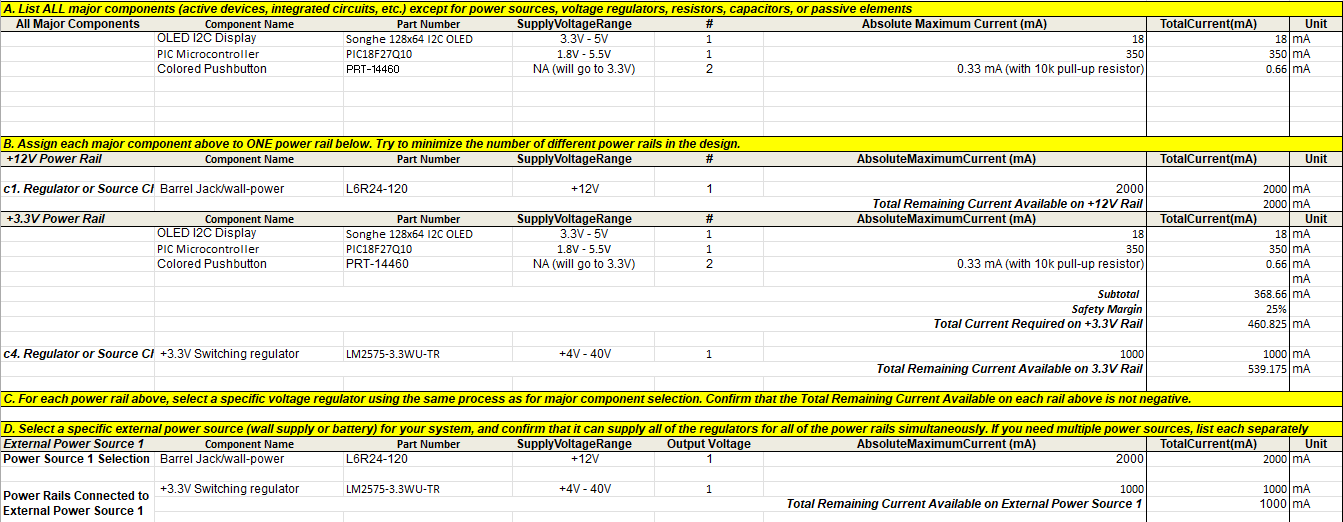 A. List ALL major components (active devices, integrated circuits, etc.) except for power sources, voltage regulators, resistors, capacitors, or passive elements
All Major Components Component Name Part Number SupplyVoltageRange # Absolute Maximum Current (mA) TotalCurrent(mA) Unit
OLED I2C Display Songhe 128x64 I2C OLED 3.3V - 5V 1 18 18 mA
PIC Microcontroller PIC18F27Q10 1.8V - 5.5V 1 350 350 mA
Colored Pushbutton PRT-14460 NA (will go to 3.3V) 2 0.33 mA (with 10k pull-up resistor) 0.66 mA
B. Assign each major component above to ONE power rail below. Try to minimize the number of different power rails in the design.
+12V Power Rail Component Name Part Number SupplyVoltageRange # AbsoluteMaximumCurrent (mA) TotalCurrent(mA) Unit
c1. Regulator or Source Cl Barrel Jack/wall-power L6R24-120 +12V 1 2000 2000 mA
Total Remaining Current Available on +12V Rail 2000 mA
+3.3V Power Rail Component Name Part Number SupplyVoltageRange # AbsoluteMaximumCurrent (mA) TotalCurrent(mA) Unit
OLED I2C Display Songhe 128x64 I2C OLED 3.3V - 5V 1 18 18 mA
PIC Microcontroller PIC18F27Q10 1.8V - 5.5V 1 350 350 mA
Colored Pushbutton PRT-14460 NA (will go to 3.3V) 2 0.33 mA (with 10k pull-up resistor) 0.66 mA
mA
Subtotal 368.66 mA
Safety Margin 25%
Total Current Required on +3.3V Rail 460.825 mA
c4. Regulator or Source Cl +3.3V Switching regulator LM2575-3.3WU-TR +4V - 40V 1 1000 1000 mA
Total Remaining Current Available on 3.3V Rail 539.175 mA
C. For each power rail above, select a specific voltage regulator using the same process as for major component selection. Confirm that the Total Remaining Current Available on each rail above is not negative.
D. Select a specific external power source (wall supply or battery) for your system, and confirm that it can supply all of the regulators for all of the power rails simultaneously. If you need multiple power sources, list each separately
External Power Source 1 Component Name Part Number SupplyVoltageRange Output Voltage AbsoluteMaximumCurrent (mA) TotalCurrent(mA) Unit
Power Source 1 Selection Barrel Jack/wall-power L6R24-120 +12V 1 2000 2000 mA
+3.3V Switching regulator LM2575-3.3WU-TR +4V - 40V 1 1000 1000 mA
Power Rails Connected to
External Power Source 1
Total Remaining Current Available on External Power Source 1 1000 mA